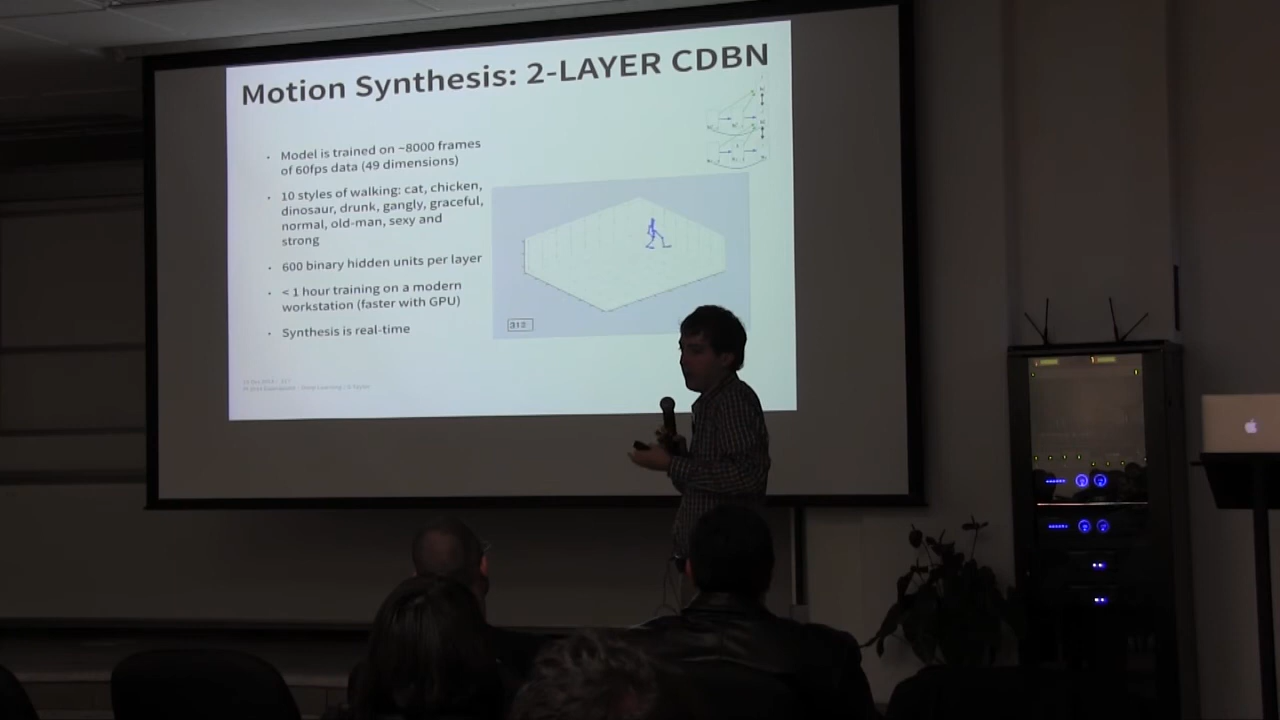 Motion Synthesis: 2-LAYER CDBN
• Model is trained on ~8000 frames
of 60fps data (49 dimensions)
• 10 styles of walking: cat, chicken,
dinosaur, drunk, gangly, graceful,
normal, old-man, sexy and
strong
• 600 binary hidden units per layer
• < 1 hour training on a modern
workstation (faster with GPU)
• Synthesis is real-time
312